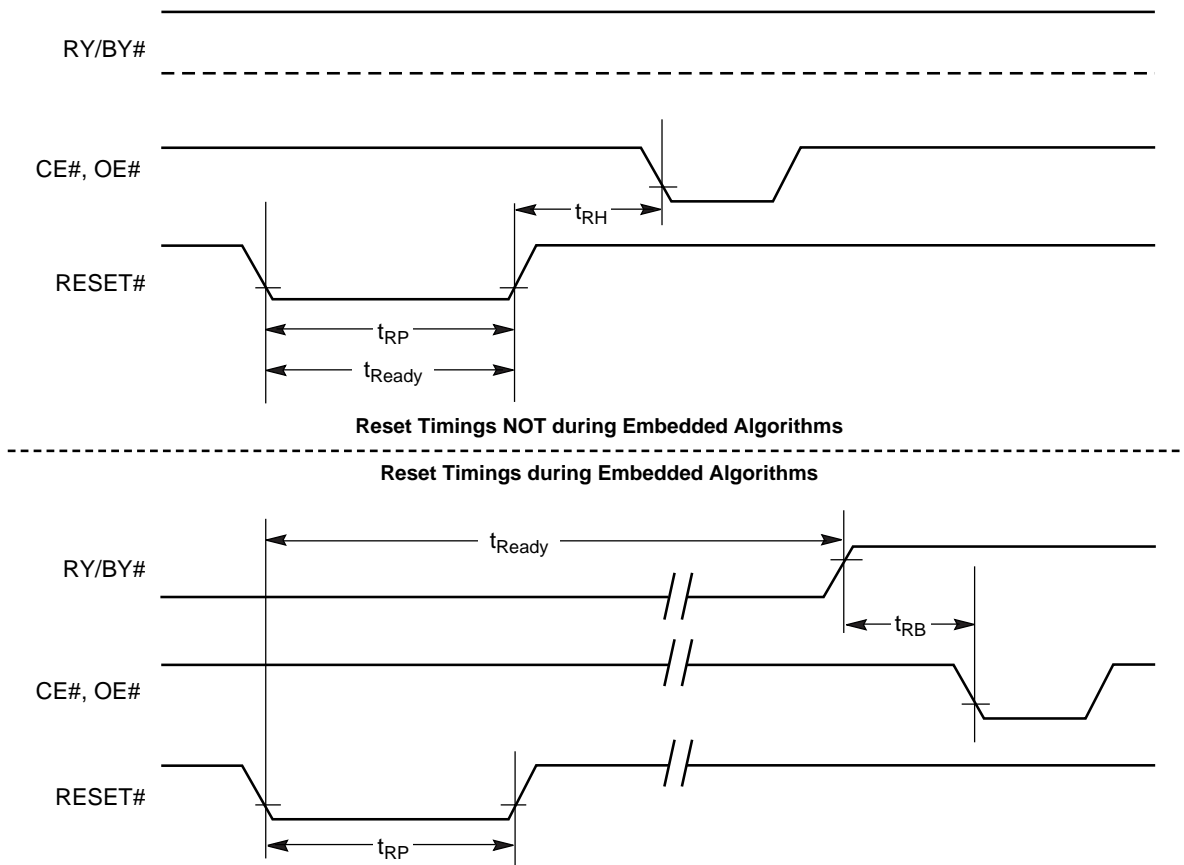 RY/BY#
CE#, OE#
tRH
RESET#
tRP
tReady
Reset Timings NOT during Embedded Algorithms
Reset Timings during Embedded Algorithms
tReady
RY/BY#
tRB
CE#, OE#
RESET#
tRP